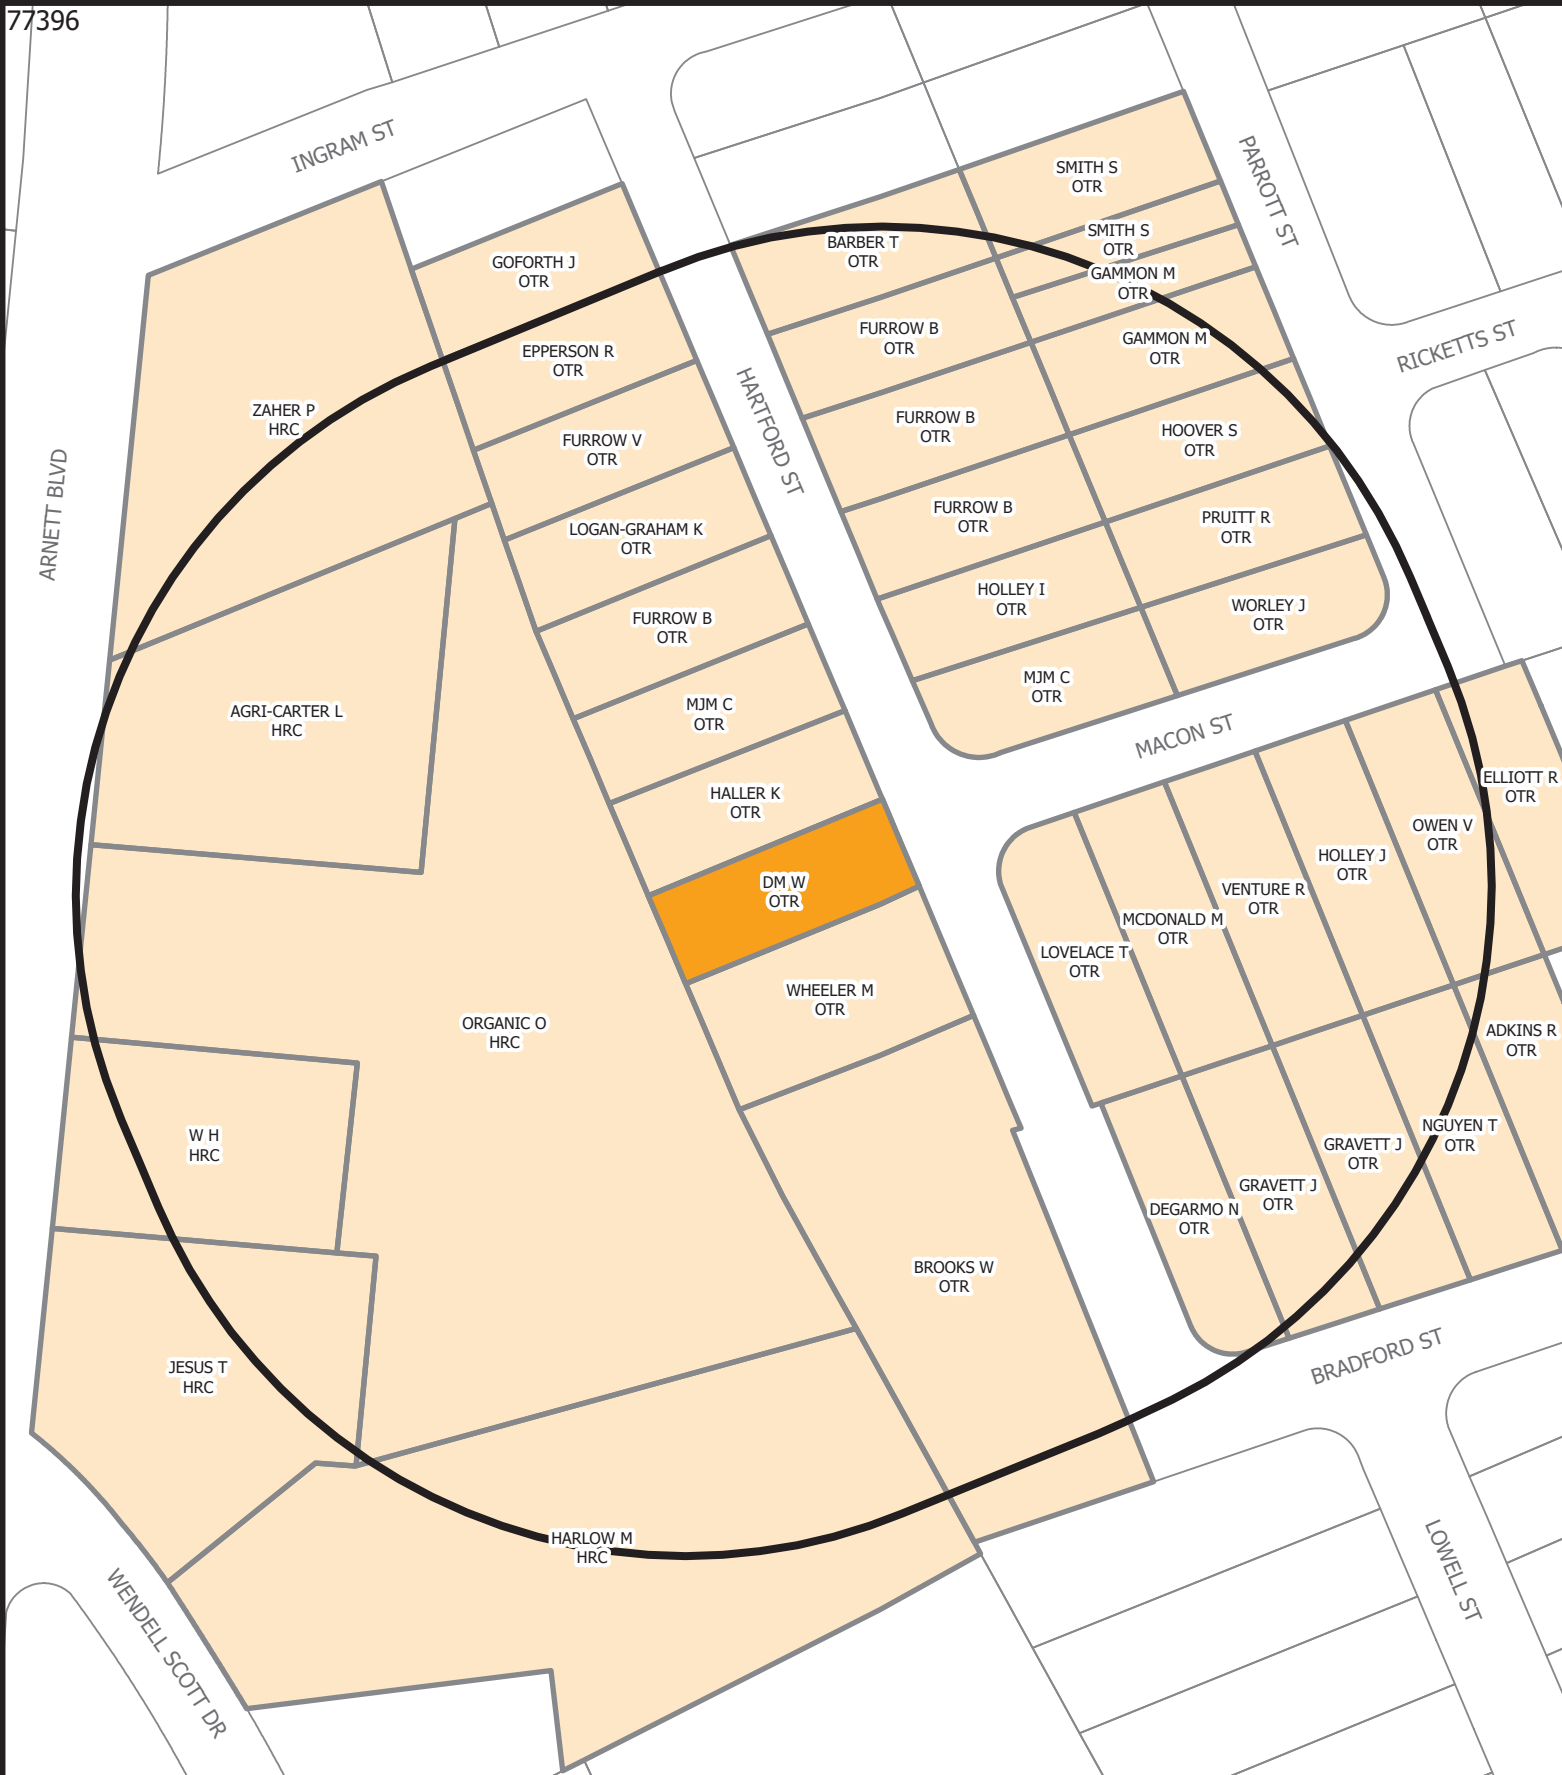 77396
INGRAM ST
PARROTT ST
SMITH S
OTR
SMITH S
OTR
BARBER T
OTR
GOFORTH J
OTR
GAMMON M
OTR
FURROW B
OTR
GAMMON M
OTR
RICKETTS ST
EPPERSON R
OTR
HARTFORD ST
ZAHER P
HRC
FURROW B
OTR
HOOVER S
OTR
FURROW V
OTR
ARNETT BLVD
FURROW B
OTR
PRUITT R
OTR
LOGAN-GRAHAM K
OTR
HOLLEY I
OTR
WORLEY J
OTR
FURROW B
OTR
MJM C
OTR
AGRI-CARTER L
HRC
MJM C
OTR
MACON ST
HALLER K
OTR
ELLIOTT R
OTR
OWEN V
OTR
HOLLEY J
OTR
DM W
OTR
VENTURE R
OTR
MCDONALD M
OTR
LOVELACE T
OTR
WHEELER M
OTR
ORGANIC O
HRC
ADKINS R
OTR
W H
HRC
NGUYEN T
OTR
GRAVETT J
OTR
GRAVETT J
OTR
DEGARMO N
OTR
BROOKS W
OTR
JESUS T
HRC
BRADFORD ST
HARLOW M
HRC
LOWELL ST
WENDELL SCOTT DR